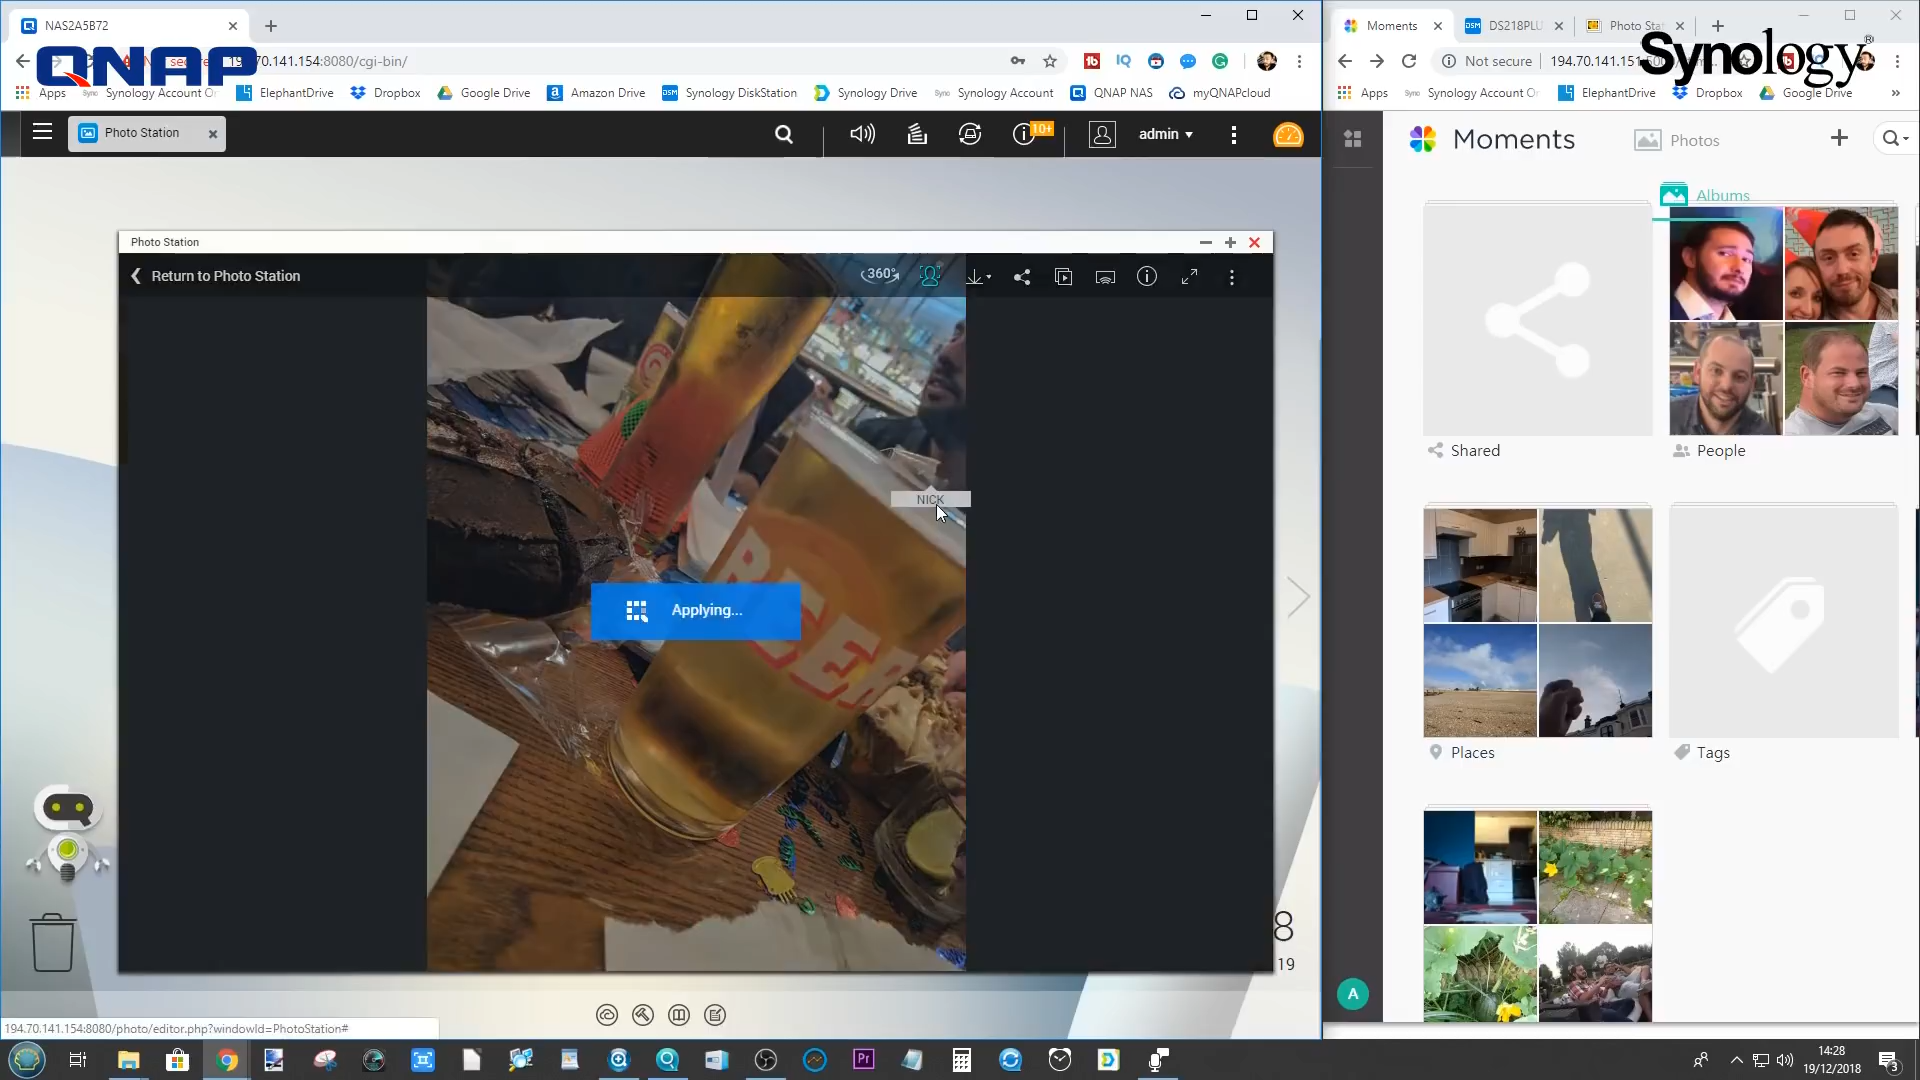 NAS2A5B72
QNAP
70.141.154:8080/cgi-bin/
Apps
Synology Account
ElephantDrive
Dropbox
Google Drive
Amazon Drive
Synology DiskStation
Synology Drive
Synology Account
QNAP NAS
myQNAPcloud
Photo Station
10+
admin
Photo Station
Return to Photo Station
360°
NICK
Applying...
8
19
194.70.141.154:8080/photo/editor.php?windowId=PhotoStation#
Moments
DS218PLU
Photo Stat
Synology®
Not secure
194.70.141.151:500
Apps
Synology Account
ElephantDrive
Dropbox
Google Drive
»
Moments
Photos
Albums
Shared
People
Places
Tags
A
Pr
14:28
19/12/2018
3